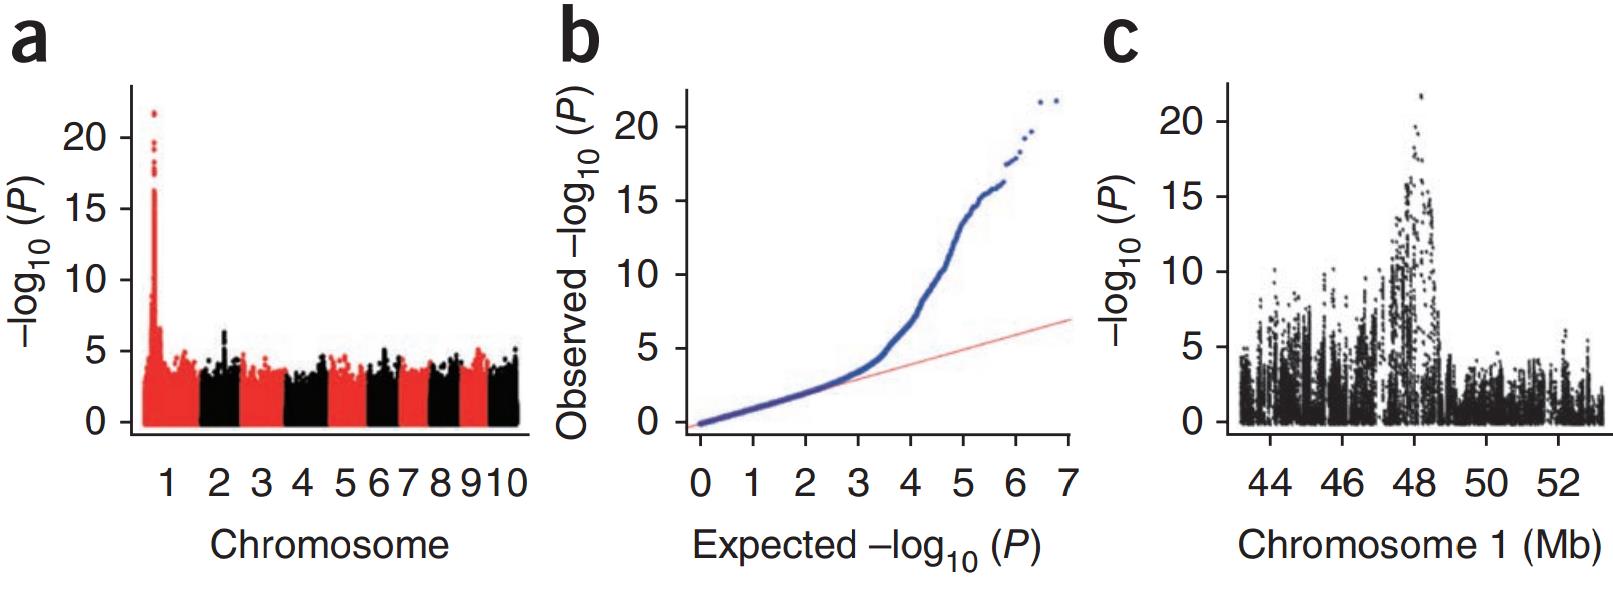 a
–log10 (P)
20
15
10
5
0
1 2 3 4 5 6 7 8 9 10
Chromosome
b
Observed –log10 (P)
20
15
10
5
0
0 1 2 3 4 5 6 7
Expected –log10 (P)
c
–log10 (P)
20
15
10
5
0
44 46 48 50 52
Chromosome 1 (Mb)